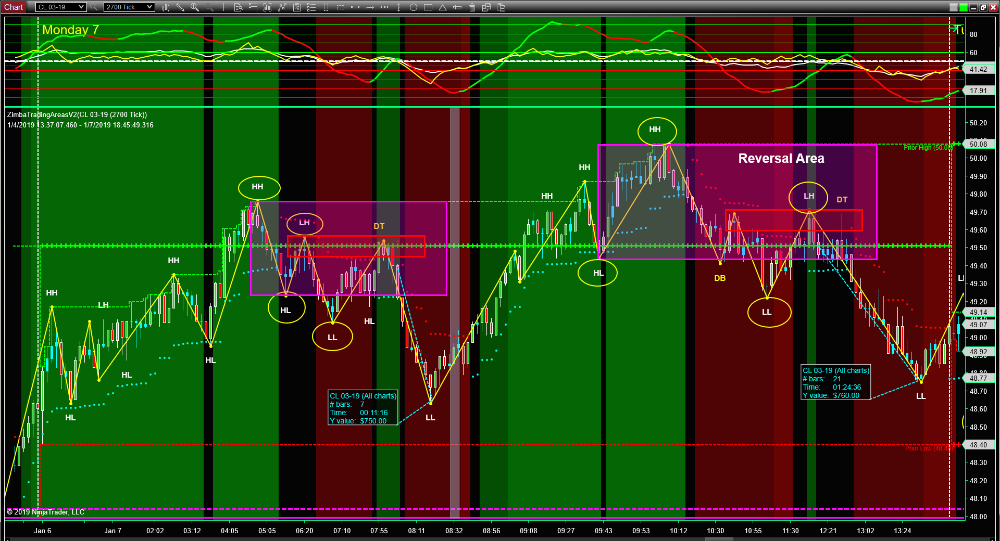 Chart
CL 03-19
2700 Tick
Monday 7
80
60
41.42
17.91
ZimbaTradingAreasV2(CL 03-19 (2700 Tick))
1/4/2019 13:37:07.460 - 1/7/2019 18:45:49.316
50.20
HH
50.08
Prior High (50.08)
Reversal Area
50.00
HH
49.90
HH
HH
LH
DT
49.80
49.70
LH
DT
49.60
49.50
HH
HL
DB
49.40
49.30
HH
LH
HL
LL
49.20
49.14
HL
49.07
LL
49.00
HL
48.92
HL
CL 03-19 (All charts)
# bars: 21
Time: 01:24:36
Y value: $760.00
48.77
CL 03-19 (All charts)
# bars: 7
Time: 00:11:16
Y value: $750.00
LL
48.70
HL
LL
48.60
48.50
Prior Low (48.40)
48.40
48.30
48.20
48.10
© 2019 NinjaTrader, LLC
48.00
Jan 6
Jan 7
02:02
03:12
04:05
05:05
06:20
07:10
07:55
08:11
08:32
08:56
09:08
09:27
09:43
09:53
10:12
10:30
10:55
11:30
12:21
13:02
13:24